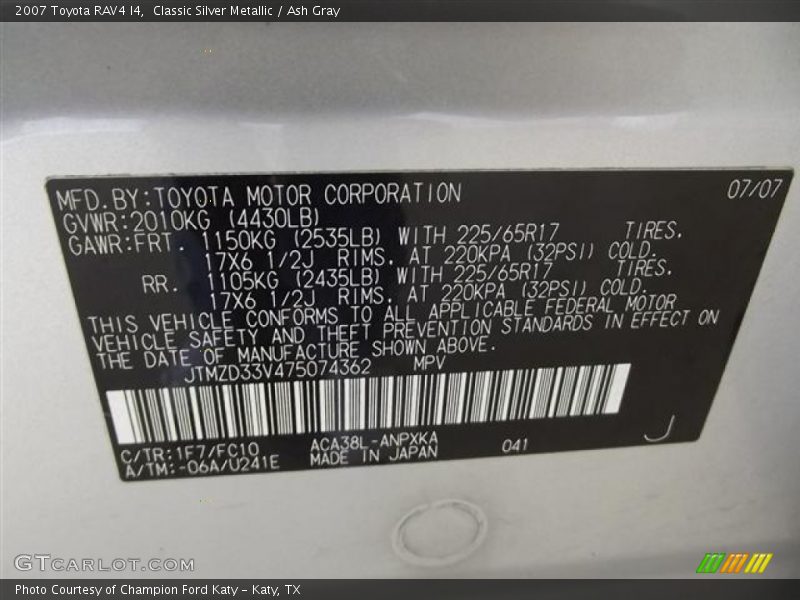 2007 Toyota RAV4 I4,  Classic Silver Metallic / Ash Gray
MFD.BY:TOYOTA MOTOR CORPORATION 07/07
GVWR:2010KG (4430LB)
GAWR:FRT. 1150KG (2535LB) WITH 225/65R17 TIRES.
17X6 1/2J RIMS. AT 220KPA (32PSI) COLD.
RR. 1105KG (2435LB) WITH 225/65R17 TIRES.
17X6 1/2J RIMS. AT 220KPA (32PSI) COLD.
THIS VEHICLE CONFORMS TO ALL APPLICABLE FEDERAL MOTOR
VEHICLE SAFETY AND THEFT PREVENTION STANDARDS IN EFFECT ON
THE DATE OF MANUFACTURE SHOWN ABOVE.
JTMZD33V475074362 MPV
C/TR:1F7/FC10 ACA38L-ANPXKA 041 J
A/TM:-06A/U241E MADE IN JAPAN
GTCARLOT.COM
Photo Courtesy of Champion Ford Katy - Katy, TX